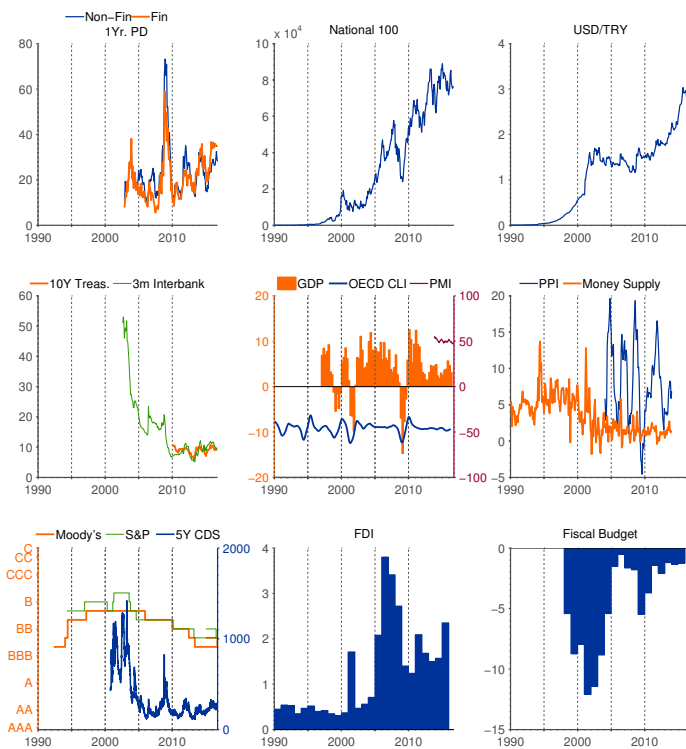 Non−Fin Fin
1Yr. PD
80
60
40
20
0
1990 2000 2010
National 100
x 10⁴
10
8
6
4
2
0
1990 2000 2010
USD/TRY
4
3
2
1
0
1990 2000 2010
10Y Treas. 3m Interbank
60
50
40
30
20
10
0
1990 2000 2010
GDP OECD CLI PMI
20 100
10 50
0 0
−10 −50
−20 −100
1990 2000 2010
PPI Money Supply
20
15
10
5
0
−5
1990 2000 2010
Moody's S&P 5Y CDS
C 2000
CC
CCC
B
BB 1000
BBB
A
AA
AAA 0
1990 2000 2010
FDI
4
3
2
1
0
1990 2000 2010
Fiscal Budget
0
−5
−10
−15
1990 2000 2010